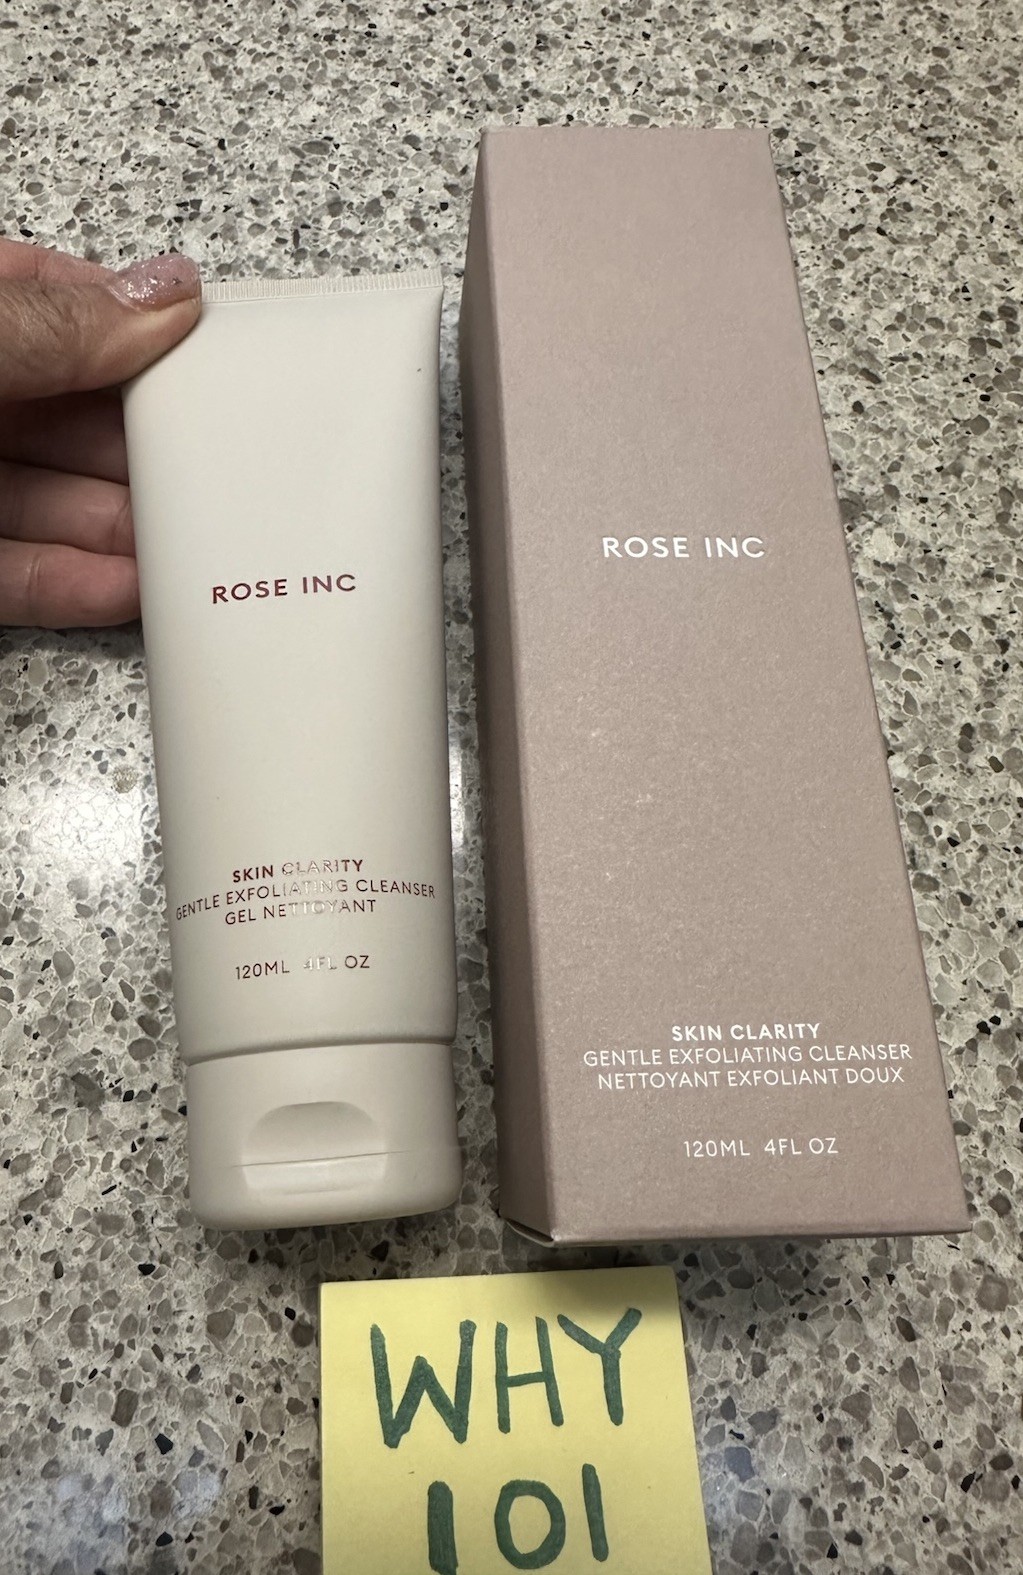 ROSE INC
SKIN CLARITY
GENTLE EXFOLIATING CLEANSER
GEL NETTOYANT
120ML 4FL OZ
ROSE INC
SKIN CLARITY
GENTLE EXFOLIATING CLEANSER
NETTOYANT EXFOLIANT DOUX
120ML 4FL OZ
WHY
101